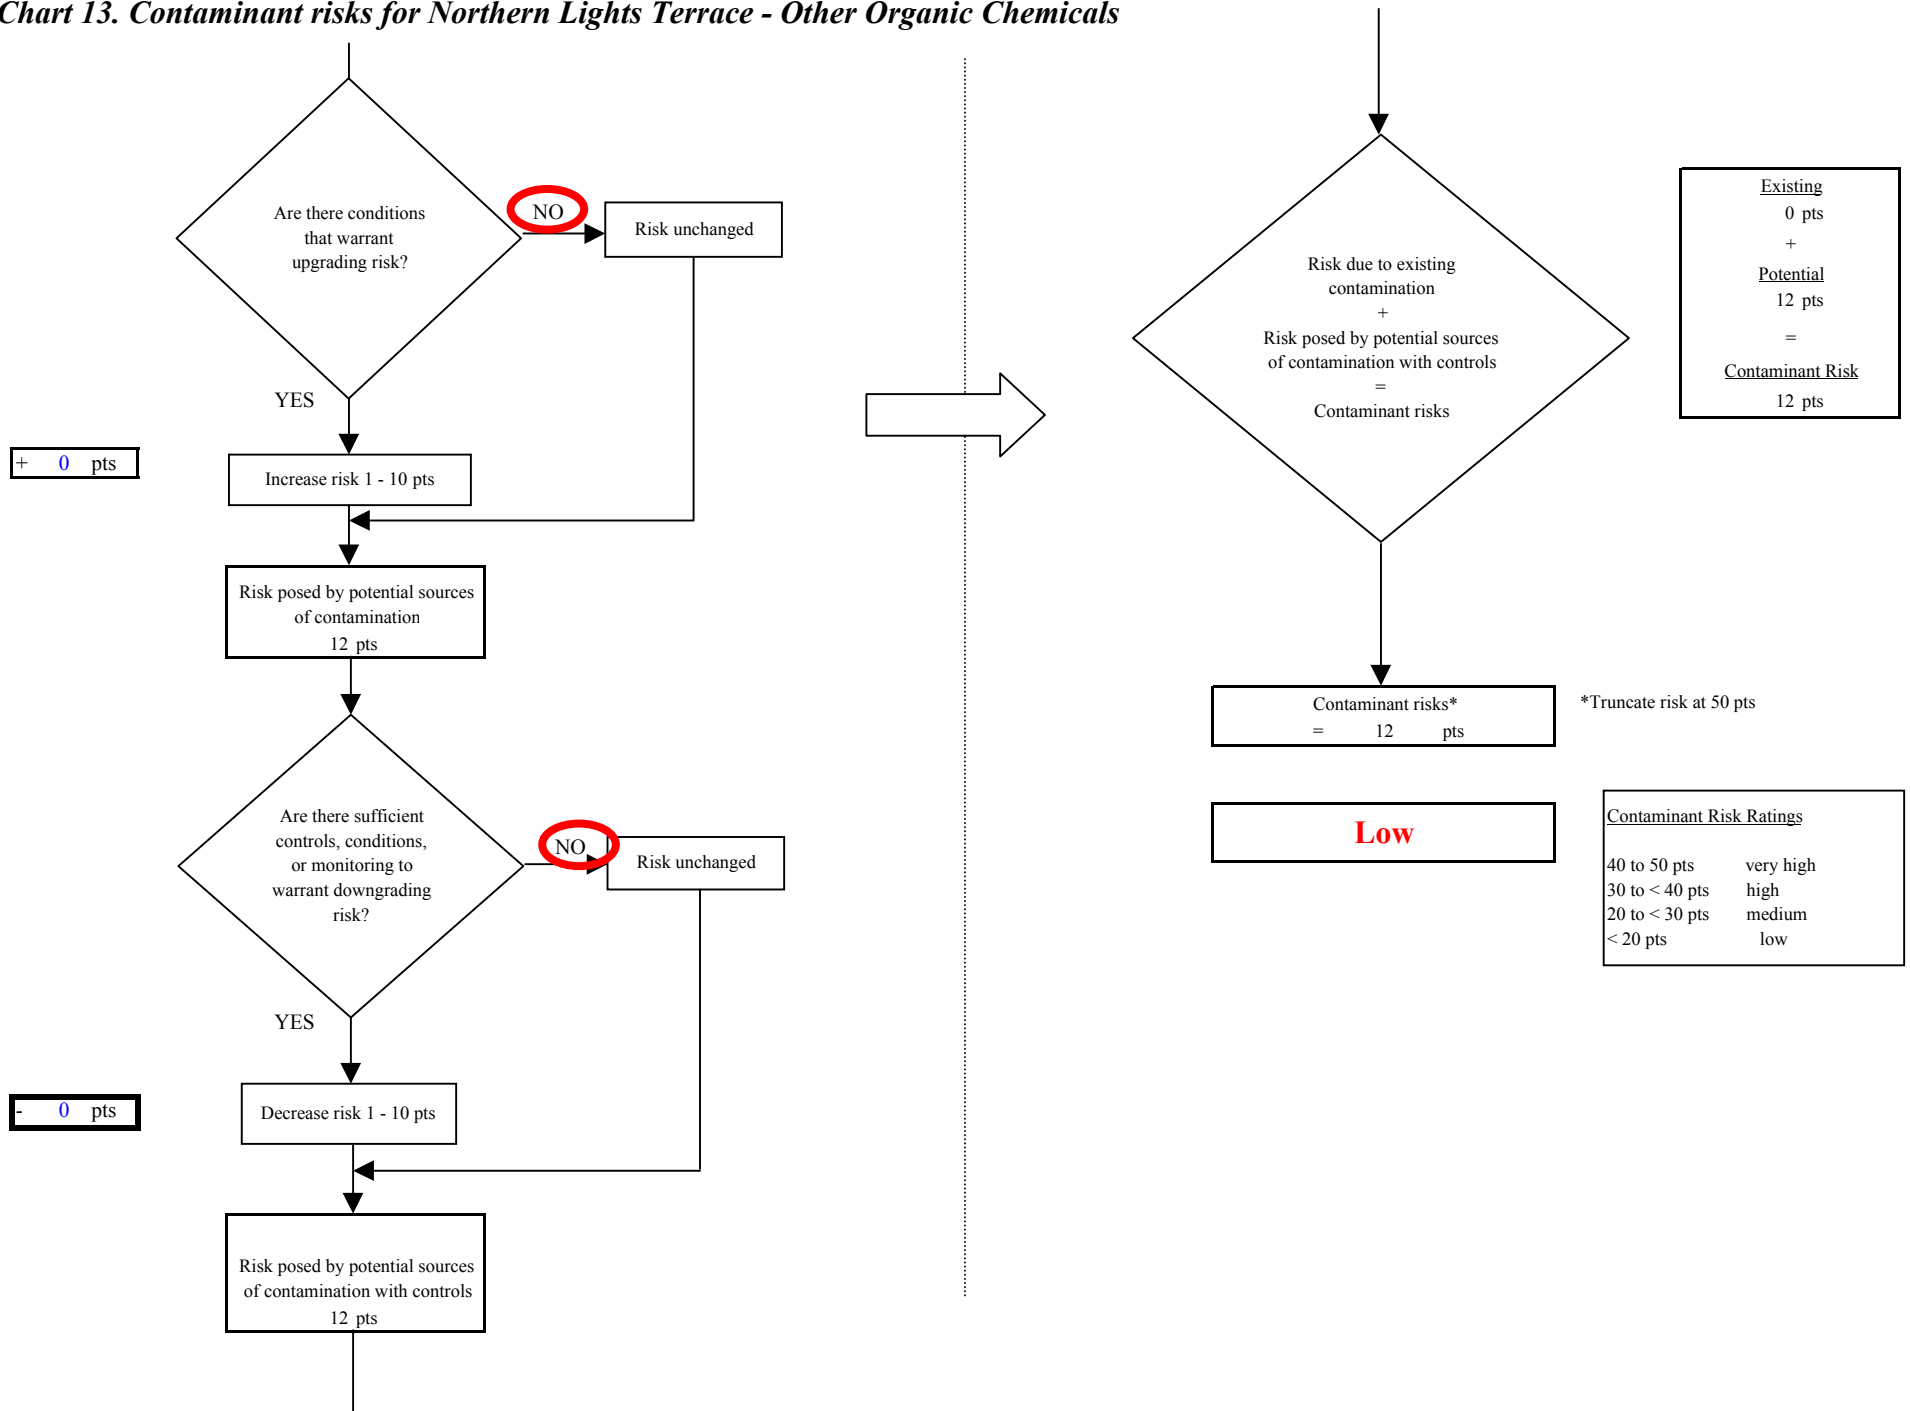 Chart 13. Contaminant risks for Northern Lights Terrace - Other Organic Chemicals
Are there conditions
that warrant
upgrading risk?
NO
Risk unchanged
YES
+ 0 pts
Increase risk 1 - 10 pts
Risk posed by potential sources
of contamination
12 pts
Are there sufficient
controls, conditions,
or monitoring to
warrant downgrading
risk?
NO
Risk unchanged
YES
- 0 pts
Decrease risk 1 - 10 pts
Risk posed by potential sources
of contamination with controls
12 pts
Risk due to existing
contamination
+
Risk posed by potential sources
of contamination with controls
=
Contaminant risks
Existing
0 pts
+
Potential
12 pts
=
Contaminant Risk
12 pts
Contaminant risks*
= 12 pts
*Truncate risk at 50 pts
Low
Contaminant Risk Ratings
40 to 50 pts very high
30 to < 40 pts high
20 to < 30 pts medium
< 20 pts low